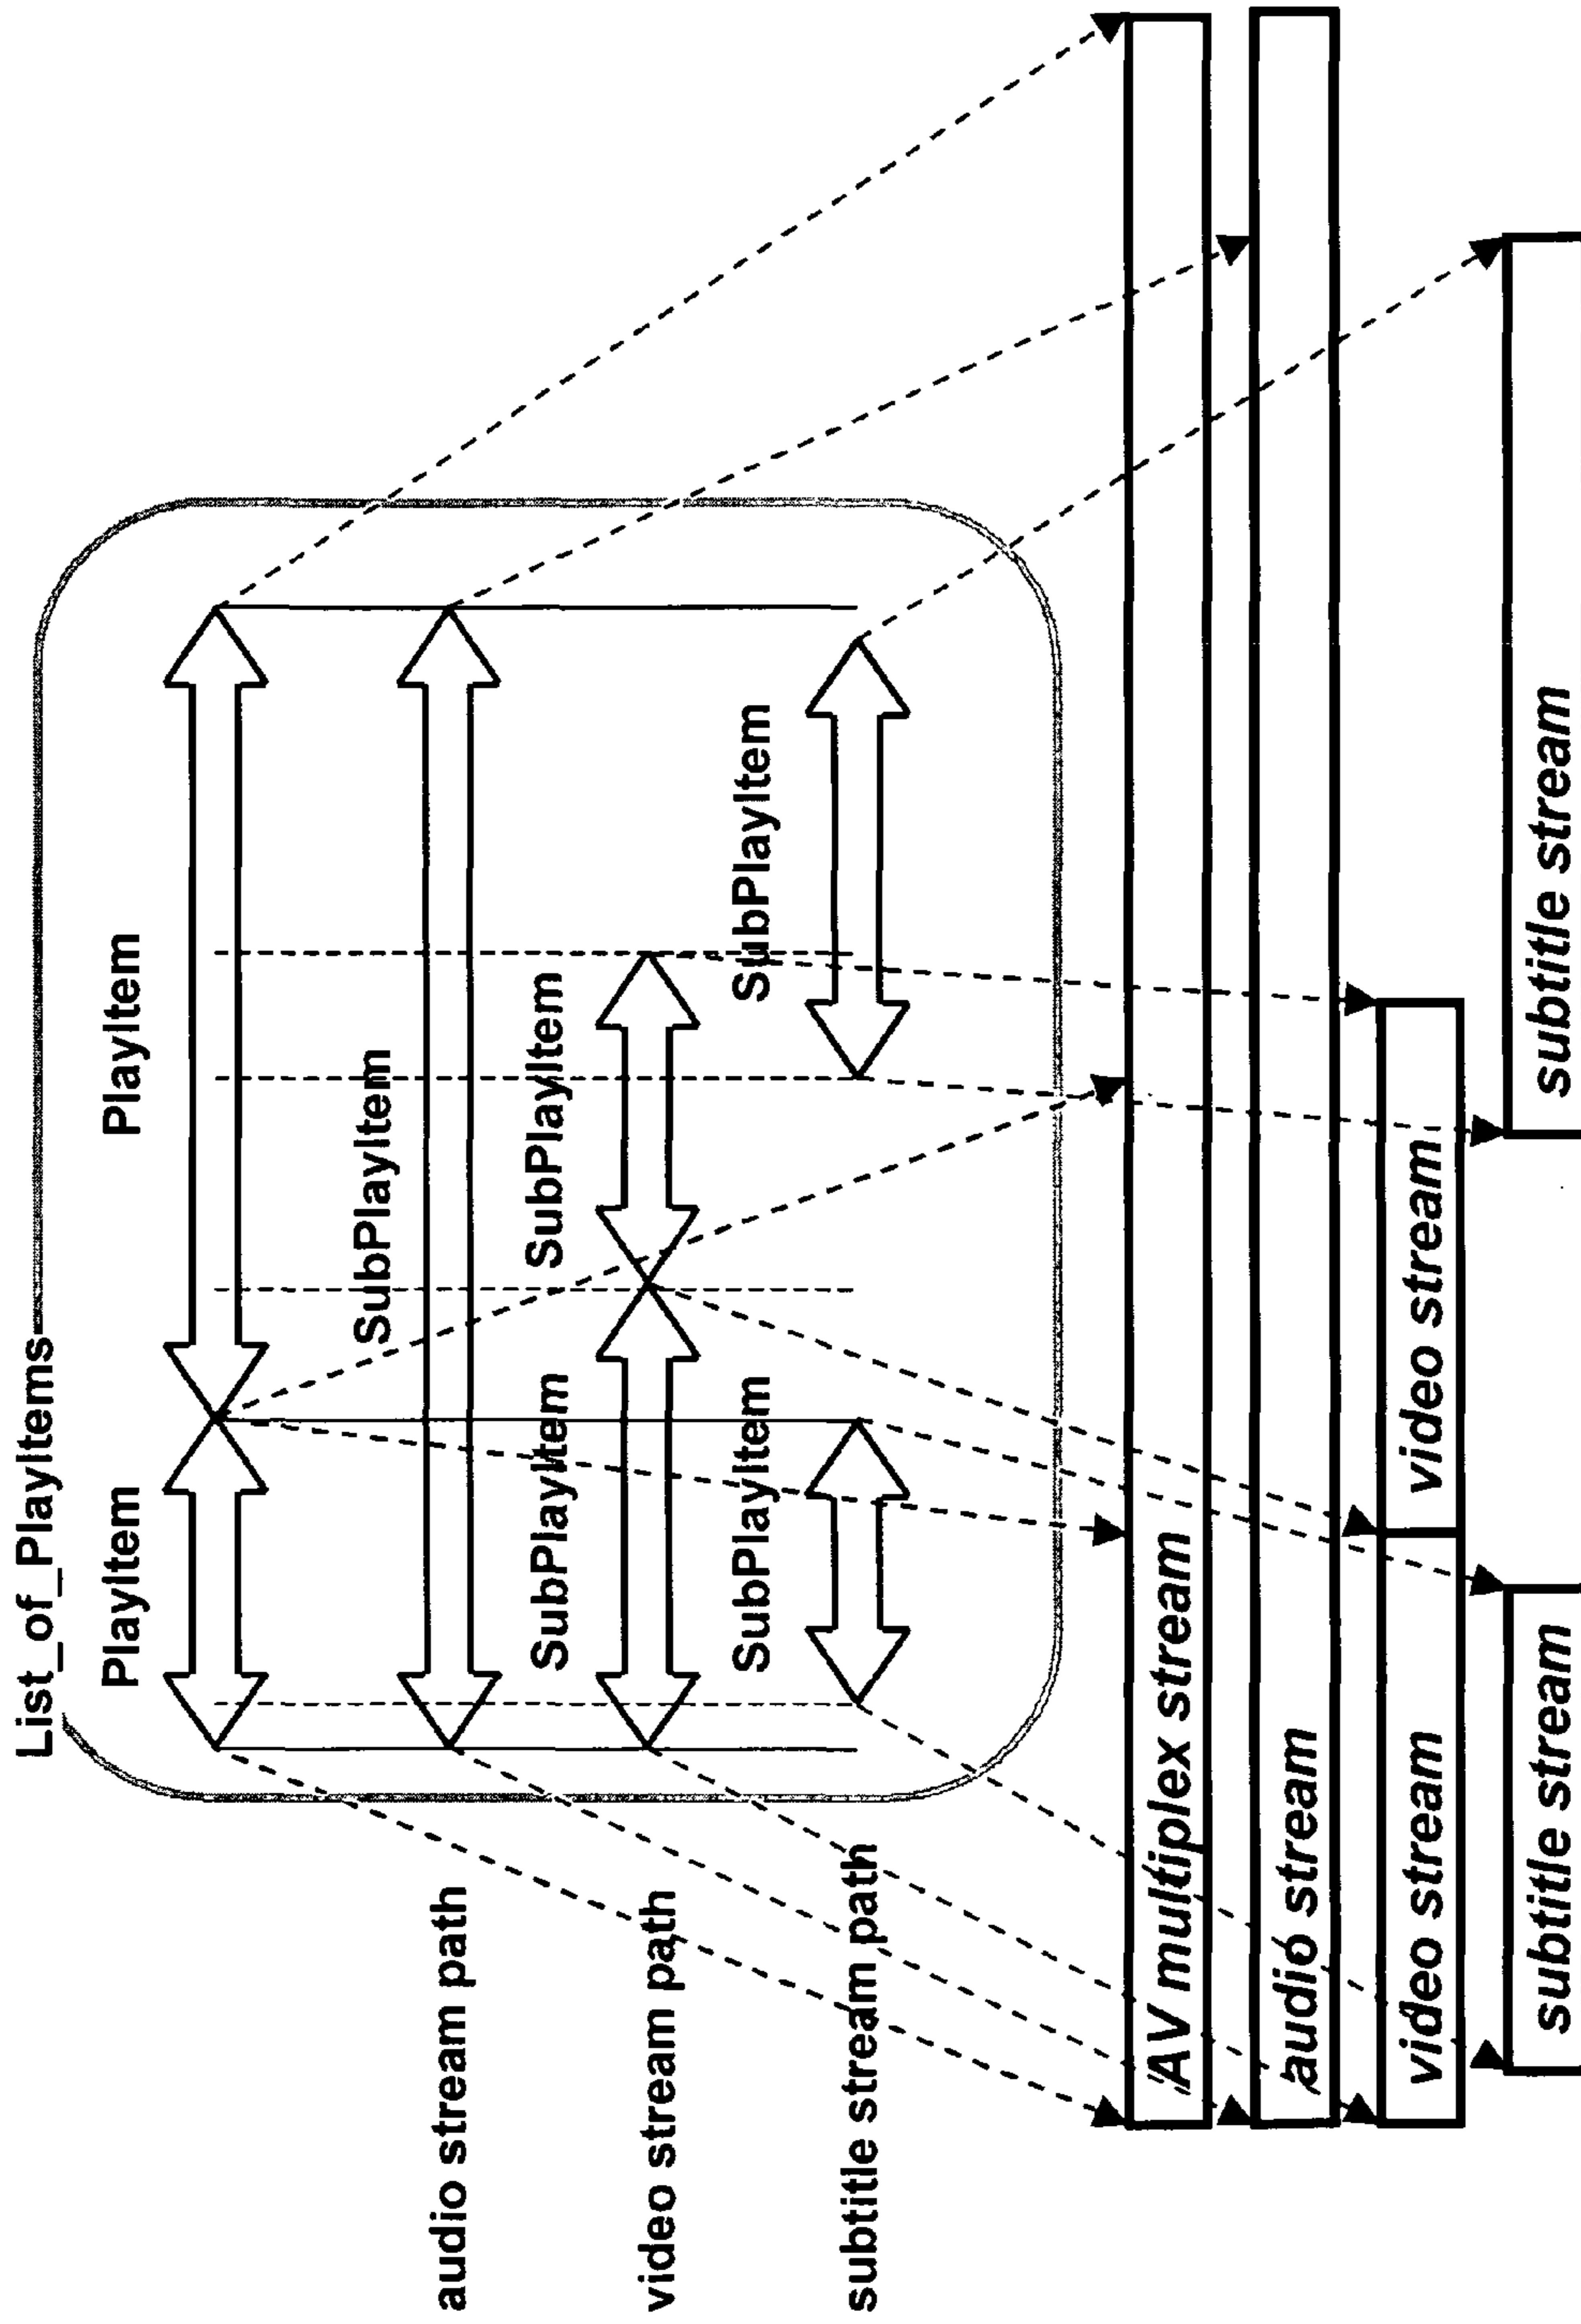 List_of_PlayItems
PlayItem
PlayItem
audio stream path
SubPlayItem
video stream path
SubPlayItem
SubPlayItem
subtitle stream path
SubPlayItem
SubPlayItem
AV multiplex stream
audio stream
video stream
video stream
subtitle stream
subtitle stream